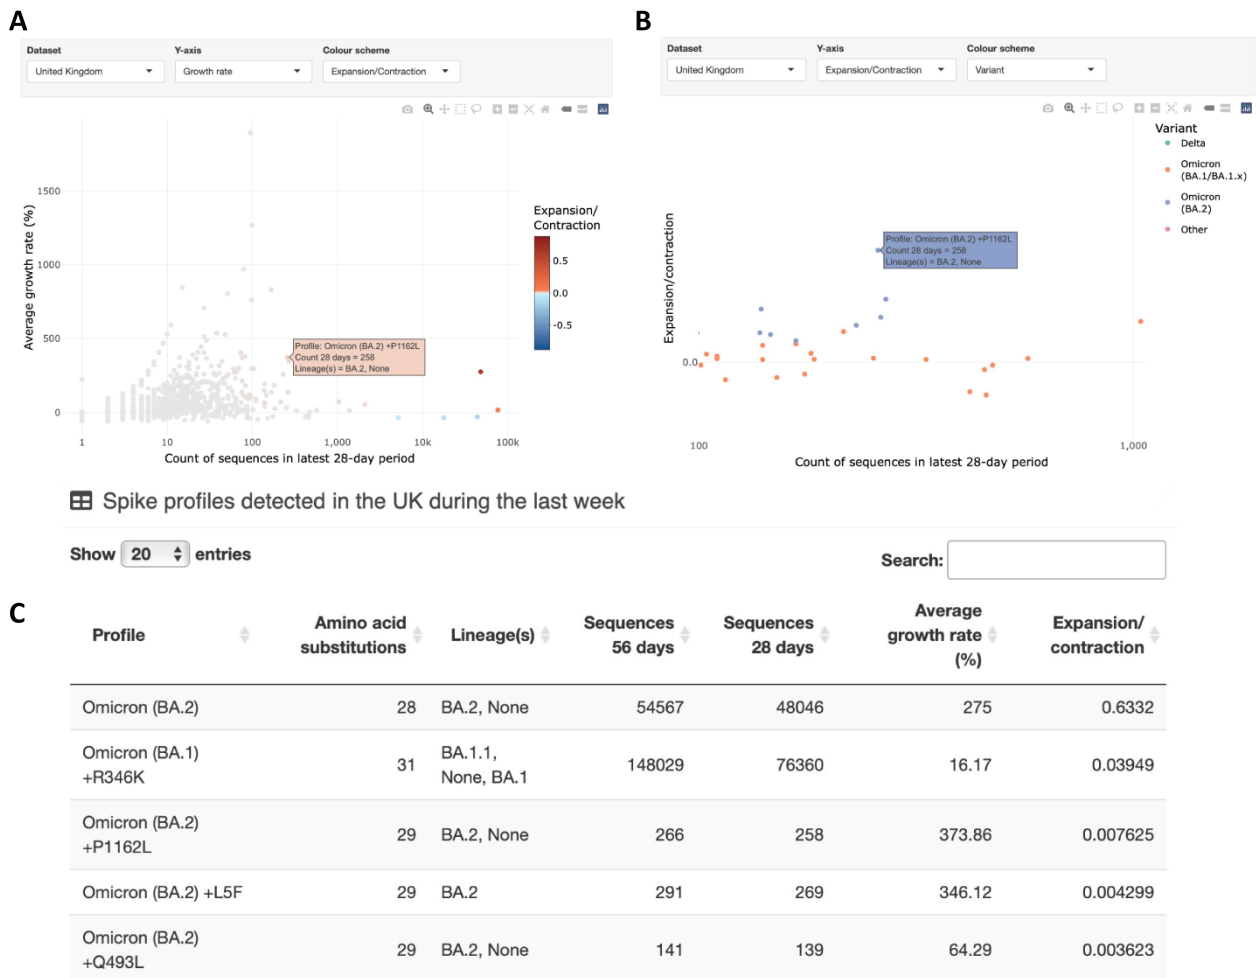 A
Dataset
Y-axis
Colour scheme
United Kingdom
Growth rate
Expansion/Contraction
1500
1000
500
0
Average growth rate (%)
Profile: Omicron (BA.2) +P1162L
Count 28 days = 258
Lineage(s) = BA.2, None
Expansion/
Contraction
0.5
0.0
-0.5
1
10
100
1,000
10k
100k
Count of sequences in latest 28-day period
B
Dataset
Y-axis
Colour scheme
United Kingdom
Expansion/Contraction
Variant
Variant
Delta
Omicron
(BA.1/BA.1.x)
Omicron
(BA.2)
Other
Profile: Omicron (BA.2) +P1162L
Count 28 days = 258
Lineage(s) = BA.2, None
Expansion/contraction
0.0
100
1,000
Count of sequences in latest 28-day period
Spike profiles detected in the UK during the last week
Show 20 entries
Search:
C
Profile
Amino acid
substitutions
Lineage(s)
Sequences
56 days
Sequences
28 days
Average
growth rate
(%)
Expansion/
contraction
Omicron (BA.2) 28 BA.2, None 54567 48046 275 0.6332
Omicron (BA.1)
+R346K
31
BA.1.1,
None, BA.1
148029 76360 16.17 0.03949
Omicron (BA.2)
+P1162L
29 BA.2, None 266 258 373.86 0.007625
Omicron (BA.2) +L5F 29 BA.2 291 269 346.12 0.004299
Omicron (BA.2)
+Q493L
29 BA.2, None 141 139 64.29 0.003623